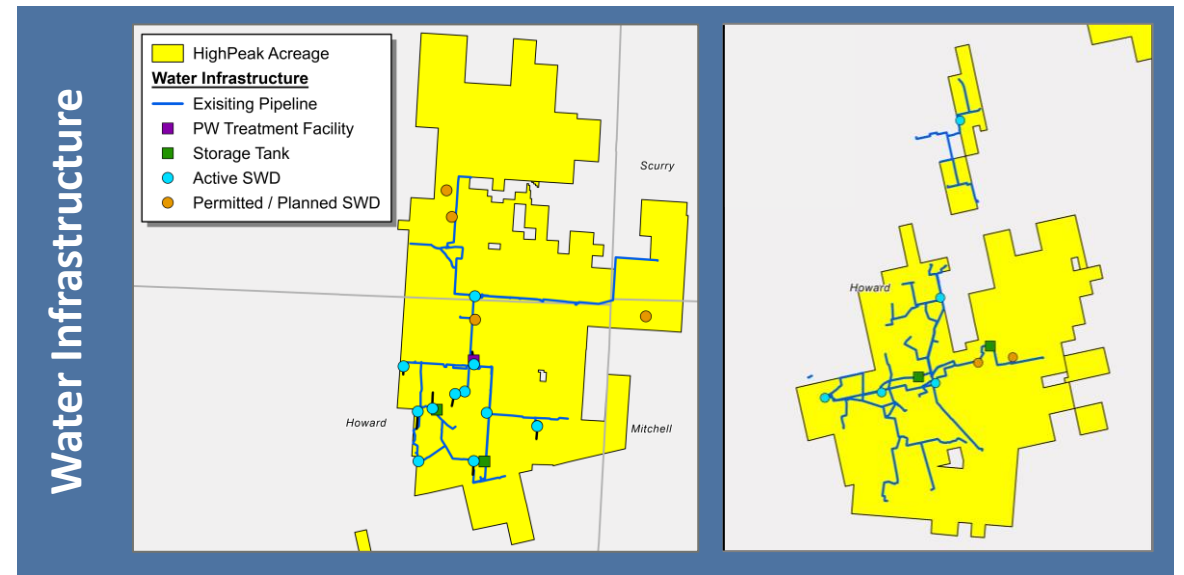 Water Infrastructure
HighPeak Acreage
Water Infrastructure
Exisiting Pipeline
PW Treatment Facility
Storage Tank
Active SWD
Permitted / Planned SWD
Scurry
Howard
Mitchell
Howard